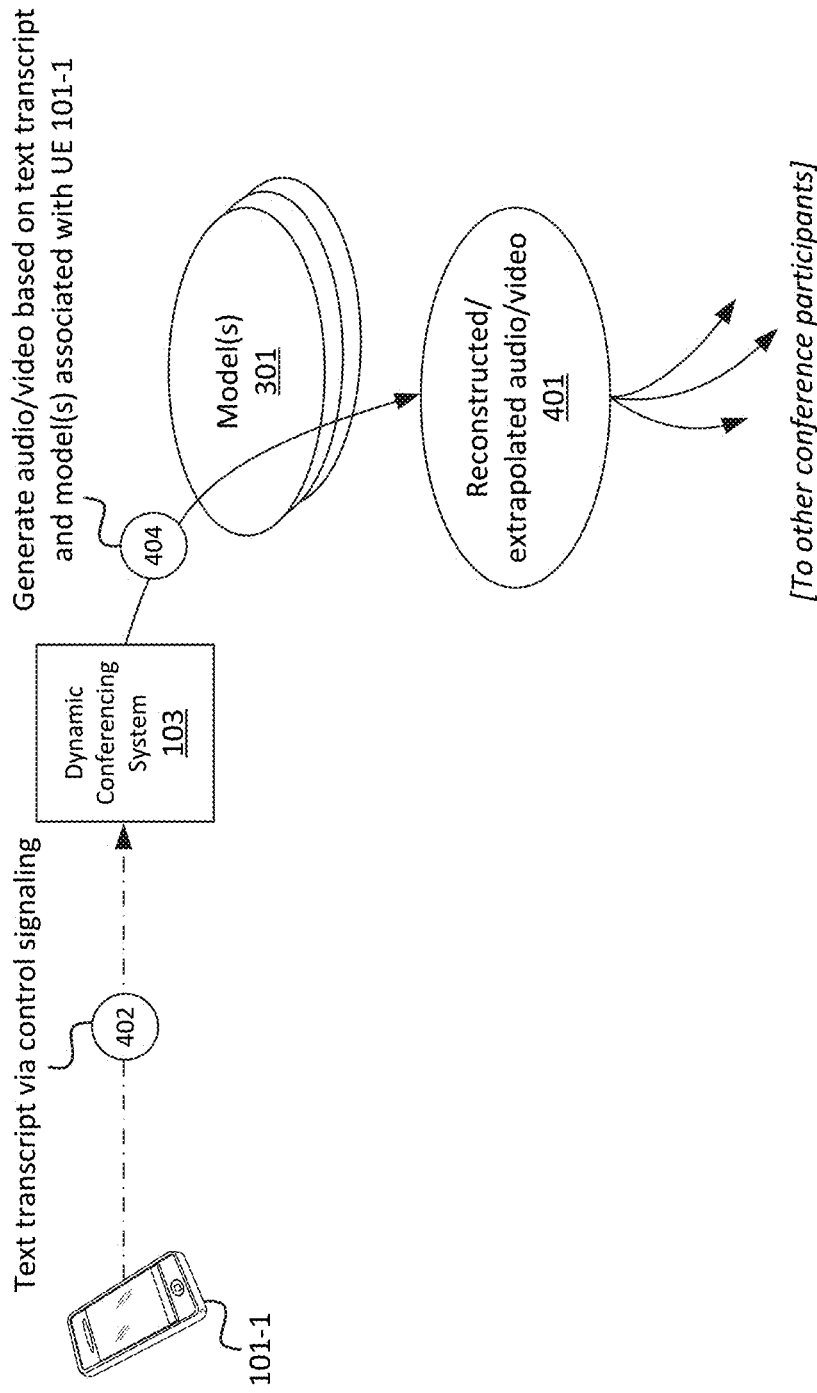 Text transcript via control signaling
402
101-1
Dynamic
Conferencing
System
103
Generate audio/video based on text transcript
and model(s) associated with UE 101-1
404
Model(s)
301
Reconstructed/
extrapolated audio/video
401
[To other conference participants]